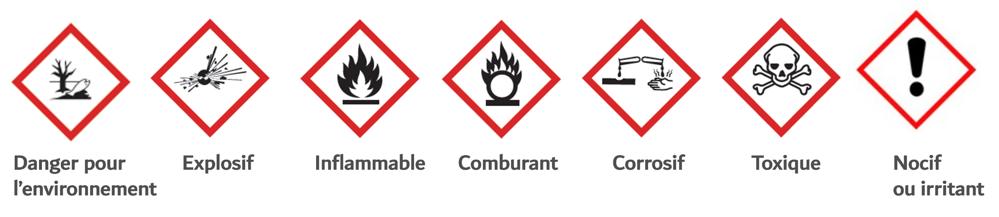 Danger pour
l’environnement
Explosif
Inflammable
Comburant
Corrosif
Toxique
Nocif
ou irritant